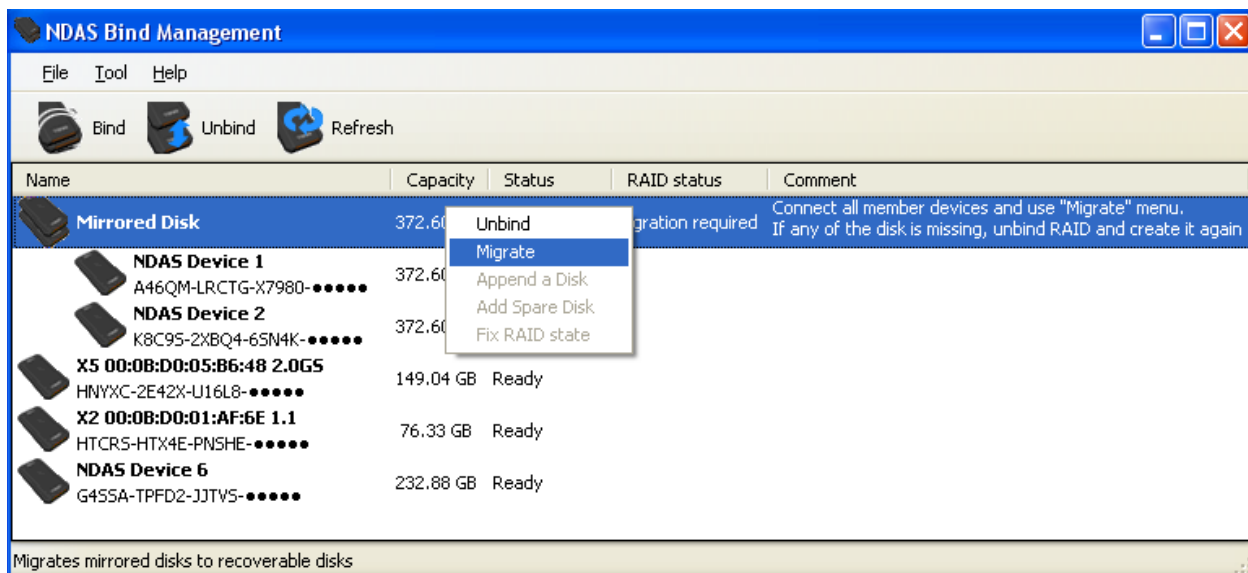 NDAS Bind Management
File Tool Help
Bind Unbind Refresh
Name Capacity Status RAID status Comment
Mirrored Disk 372.60 gration required Connect all member devices and use "Migrate" menu.
If any of the disk is missing, unbind RAID and create it again
Unbind
Migrate
Append a Disk
Add Spare Disk
Fix RAID state
NDAS Device 1 372.60
A46QM-LRCTG-X7980-●●●●●
NDAS Device 2 372.60
K8C95-2XBQ4-6SN4K-●●●●●
X5 00:0B:D0:05:B6:48 2.0GS 149.04 GB Ready
HNYXC-2E42X-U16L8-●●●●●
X2 00:0B:D0:01:AF:6E 1.1 76.33 GB Ready
HTCRS-HTX4E-PNSHE-●●●●●
NDAS Device 6 232.88 GB Ready
G4SSA-TPFD2-JJTVS-●●●●●
Migrates mirrored disks to recoverable disks